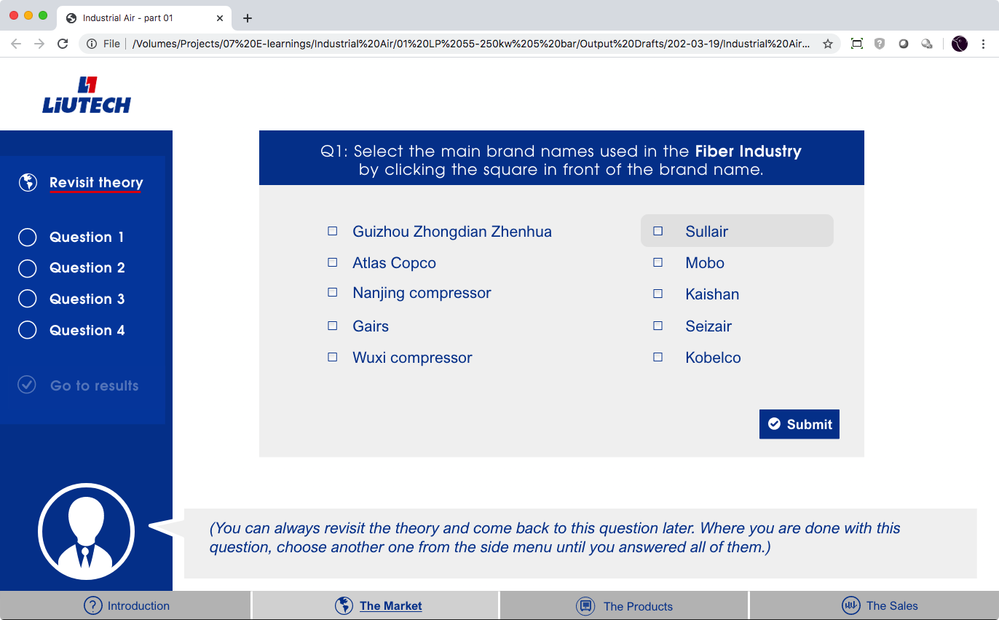 Industrial Air - part 01
File
/Volumes/Projects/07%20E-learnings/Industrial%20Air/01%20LP%2055-250kw%205%20bar/Output%20Drafts/202-03-19/Industrial%20Air...
LiUTECH
Revisit theory
Question 1
Question 2
Question 3
Question 4
Go to results
Q1: Select the main brand names used in the Fiber Industry
by clicking the square in front of the brand name.
Guizhou Zhongdian Zhenhua
Atlas Copco
Nanjing compressor
Gairs
Wuxi compressor
Sullair
Mobo
Kaishan
Seizair
Kobelco
Submit
(You can always revisit the theory and come back to this question later. Where you are done with this
question, choose another one from the side menu until you answered all of them.)
Introduction
The Market
The Products
The Sales